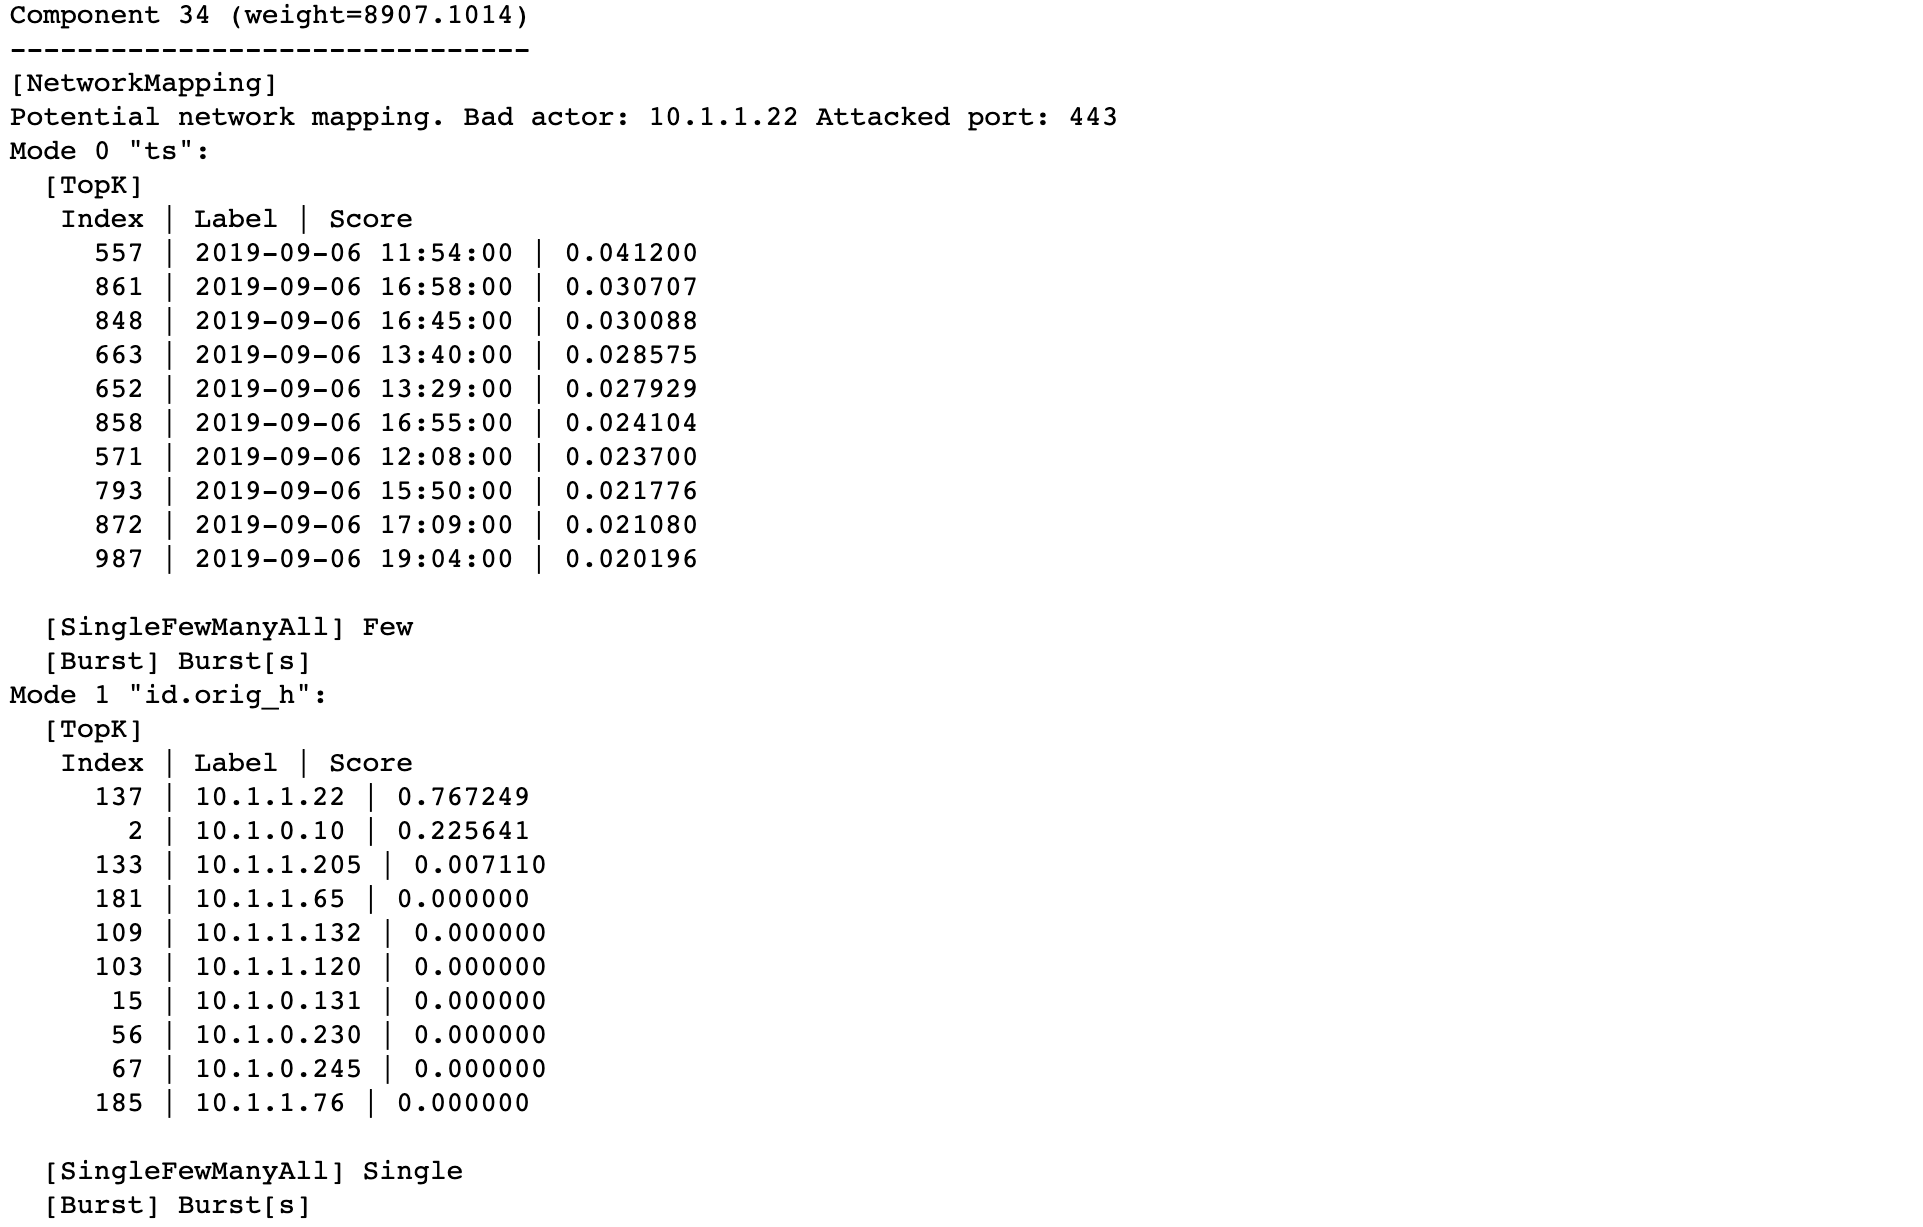 Component 34 (weight=8907.1014)
-------------------------------
[NetworkMapping]
Potential network mapping. Bad actor: 10.1.1.22 Attacked port: 443
Mode 0 "ts":
  [TopK]
   Index | Label | Score
     557 | 2019-09-06 11:54:00 | 0.041200
     861 | 2019-09-06 16:58:00 | 0.030707
     848 | 2019-09-06 16:45:00 | 0.030088
     663 | 2019-09-06 13:40:00 | 0.028575
     652 | 2019-09-06 13:29:00 | 0.027929
     858 | 2019-09-06 16:55:00 | 0.024104
     571 | 2019-09-06 12:08:00 | 0.023700
     793 | 2019-09-06 15:50:00 | 0.021776
     872 | 2019-09-06 17:09:00 | 0.021080
     987 | 2019-09-06 19:04:00 | 0.020196

  [SingleFewManyAll] Few
  [Burst] Burst[s]
Mode 1 "id.orig_h":
  [TopK]
   Index | Label | Score
     137 | 10.1.1.22 | 0.767249
       2 | 10.1.0.10 | 0.225641
     133 | 10.1.1.205 | 0.007110
     181 | 10.1.1.65 | 0.000000
     109 | 10.1.1.132 | 0.000000
     103 | 10.1.1.120 | 0.000000
      15 | 10.1.0.131 | 0.000000
      56 | 10.1.0.230 | 0.000000
      67 | 10.1.0.245 | 0.000000
     185 | 10.1.1.76 | 0.000000

  [SingleFewManyAll] Single
  [Burst] Burst[s]